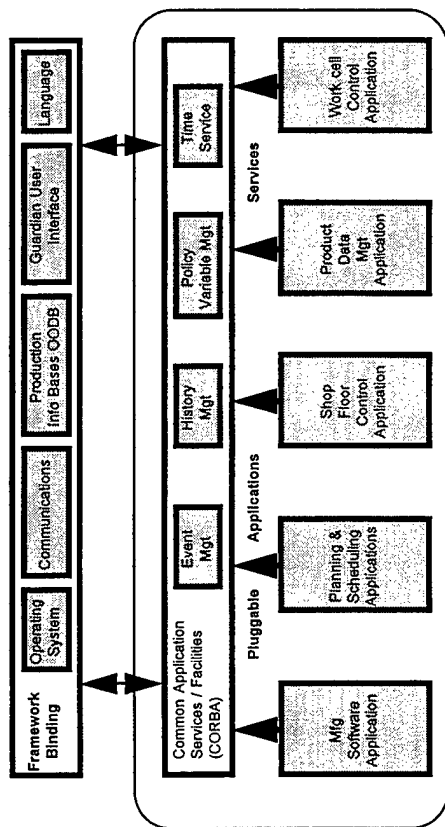 Framework
Binding
Operating
System
Communications
Production
Info Bases OODB
Guardian User
Interface
Language
Common Application
Services / Facilities
(CORBA)
Event
Mgt
History
Mgt
Policy
Variable Mgt
Time
Service
Pluggable Applications Services
Mfg
Software
Application
Planning &
Scheduling
Applications
Shop
Floor
Control
Application
Product
Data
Mgt
Application
Work cell
Control
Application